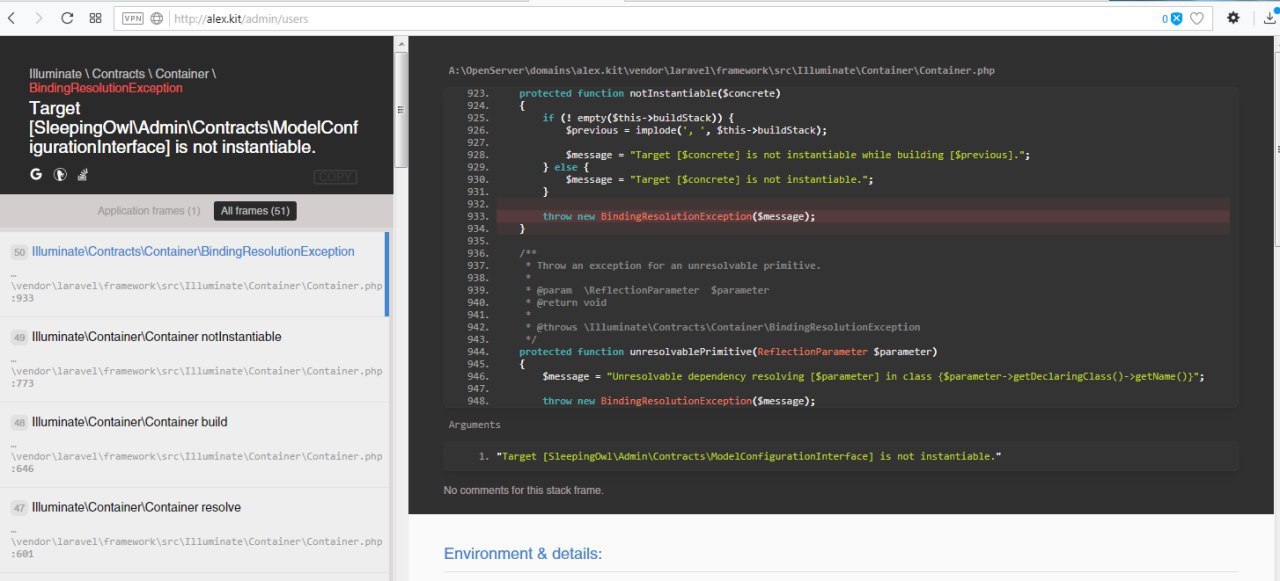 VPN http://alex.kit/admin/users 0
Illuminate \ Contracts \ Container \
BindingResolutionException
Target
[SleepingOwl\Admin\Contracts\ModelConf
igurationInterface] is not instantiable.
G COPY
Application frames (1) All frames (51)
50 Illuminate\Contracts\Container\BindingResolutionException
…
\vendor\laravel\framework\src\Illuminate\Container\Container.php
:933
49 Illuminate\Container\Container notInstantiable
…
\vendor\laravel\framework\src\Illuminate\Container\Container.php
:773
48 Illuminate\Container\Container build
…
\vendor\laravel\framework\src\Illuminate\Container\Container.php
:646
47 Illuminate\Container\Container resolve
…
\vendor\laravel\framework\src\Illuminate\Container\Container.php
:601
A:\OpenServer\domains\alex.kit\vendor\laravel\framework\src\Illuminate\Container\Container.php
923. protected function notInstantiable($concrete)
924. {
925. if (! empty($this->buildStack)) {
926. $previous = implode(', ', $this->buildStack);
927.
928. $message = "Target [$concrete] is not instantiable while building [$previous].";
929. } else {
930. $message = "Target [$concrete] is not instantiable.";
931. }
932.
933. throw new BindingResolutionException($message);
934. }
935.
936. /**
937. * Throw an exception for an unresolvable primitive.
938. *
939. * @param \ReflectionParameter $parameter
940. * @return void
941. *
942. * @throws \Illuminate\Contracts\Container\BindingResolutionException
943. */
944. protected function unresolvablePrimitive(ReflectionParameter $parameter)
945. {
946. $message = "Unresolvable dependency resolving [$parameter] in class {$parameter->getDeclaringClass()->getName()}";
947.
948. throw new BindingResolutionException($message);
Arguments
1. "Target [SleepingOwl\Admin\Contracts\ModelConfigurationInterface] is not instantiable."
No comments for this stack frame.
Environment & details: